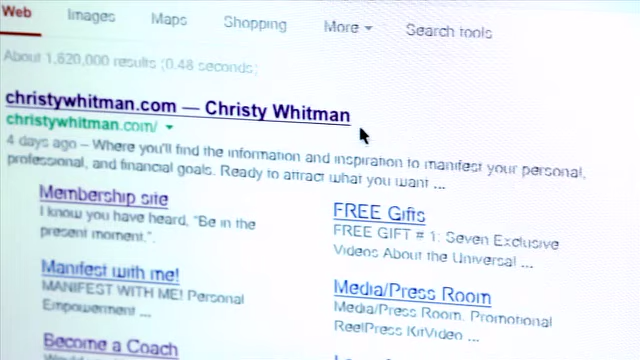 Web Images Maps Shopping More Search tools
About 1,620,000 results (0.48 seconds)
christywhitman.com — Christy Whitman
christywhitman.com/
4 days ago – Where you'll find the information and inspiration to manifest your personal,
professional, and financial goals. Ready to attract what you want ...
Membership site
I know you have heard, "Be in the
present moment.".
FREE Gifts
FREE GIFT # 1: Seven Exclusive
Videos About the Universal ...
Manifest with me!
MANIFEST WITH ME! Personal
Empowerment ...
Media/Press Room
Media/Press Room. Promotional
ReelPress KitVideo ...
Become a Coach